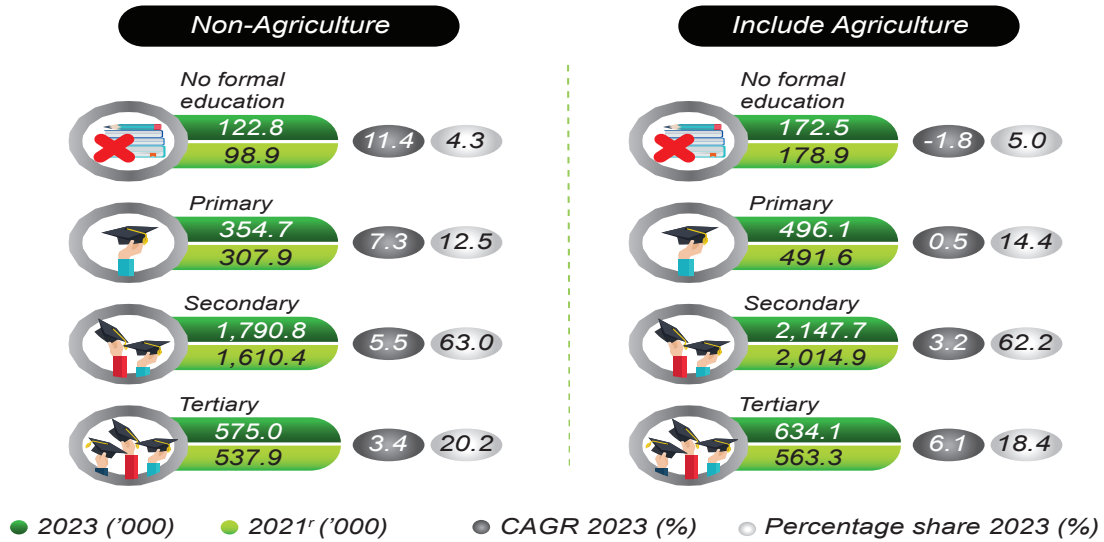 Non-Agriculture
No formal
education
122.8
98.9
11.4
4.3
Primary
354.7
307.9
7.3
12.5
Secondary
1,790.8
1,610.4
5.5
63.0
Tertiary
575.0
537.9
3.4
20.2
Include Agriculture
No formal
education
172.5
178.9
-1.8
5.0
Primary
496.1
491.6
0.5
14.4
Secondary
2,147.7
2,014.9
3.2
62.2
Tertiary
634.1
563.3
6.1
18.4
2023 (’000)
2021ʳ (’000)
CAGR 2023 (%)
Percentage share 2023 (%)